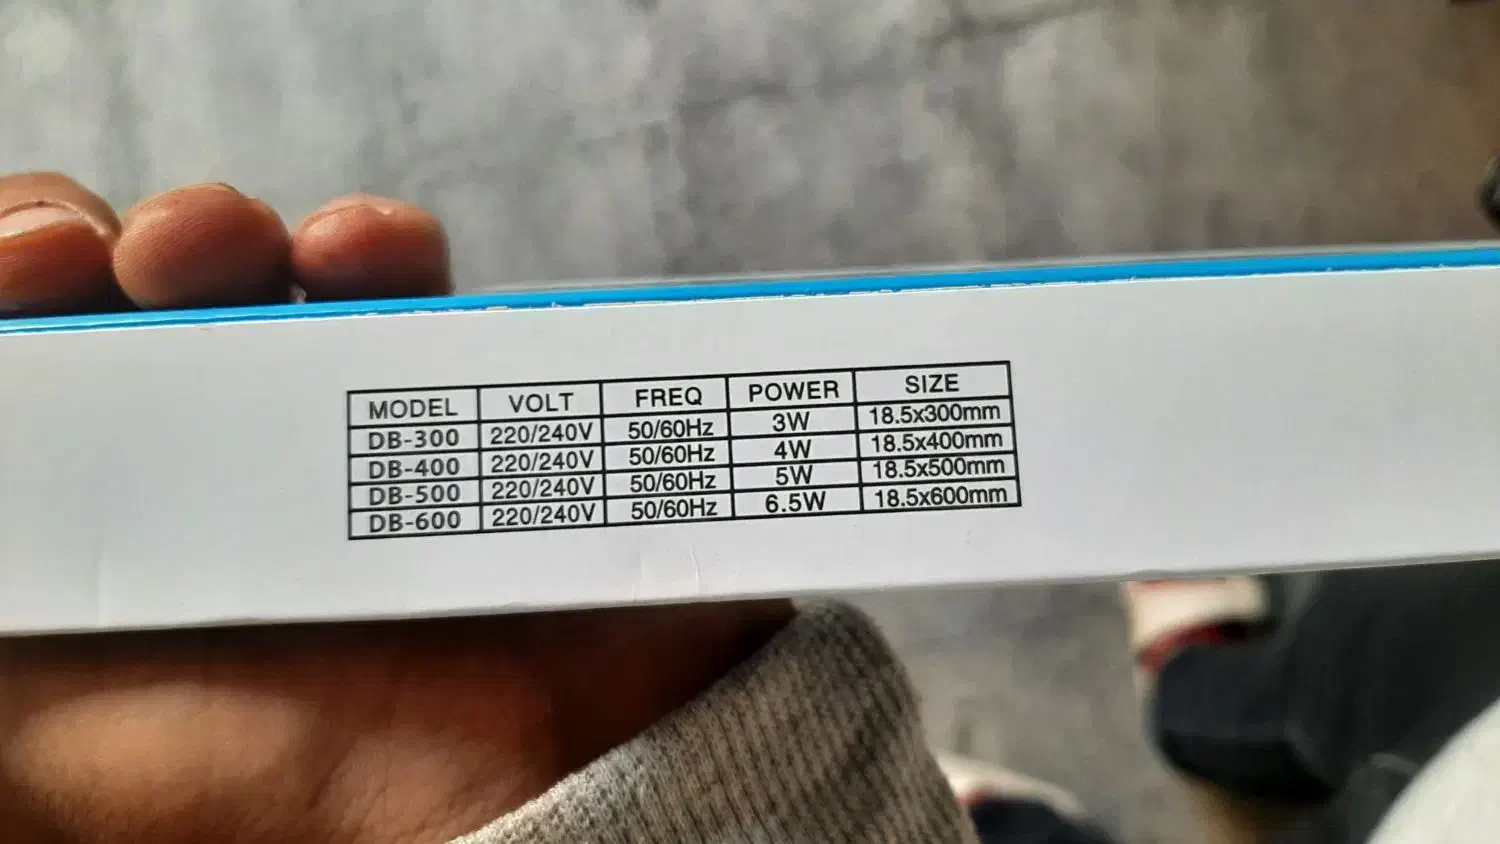 MODEL VOLT FREQ POWER SIZE
DB-300 220/240V 50/60Hz 3W 18.5x300mm
DB-400 220/240V 50/60Hz 4W 18.5x400mm
DB-500 220/240V 50/60Hz 5W 18.5x500mm
DB-600 220/240V 50/60Hz 6.5W 18.5x600mm